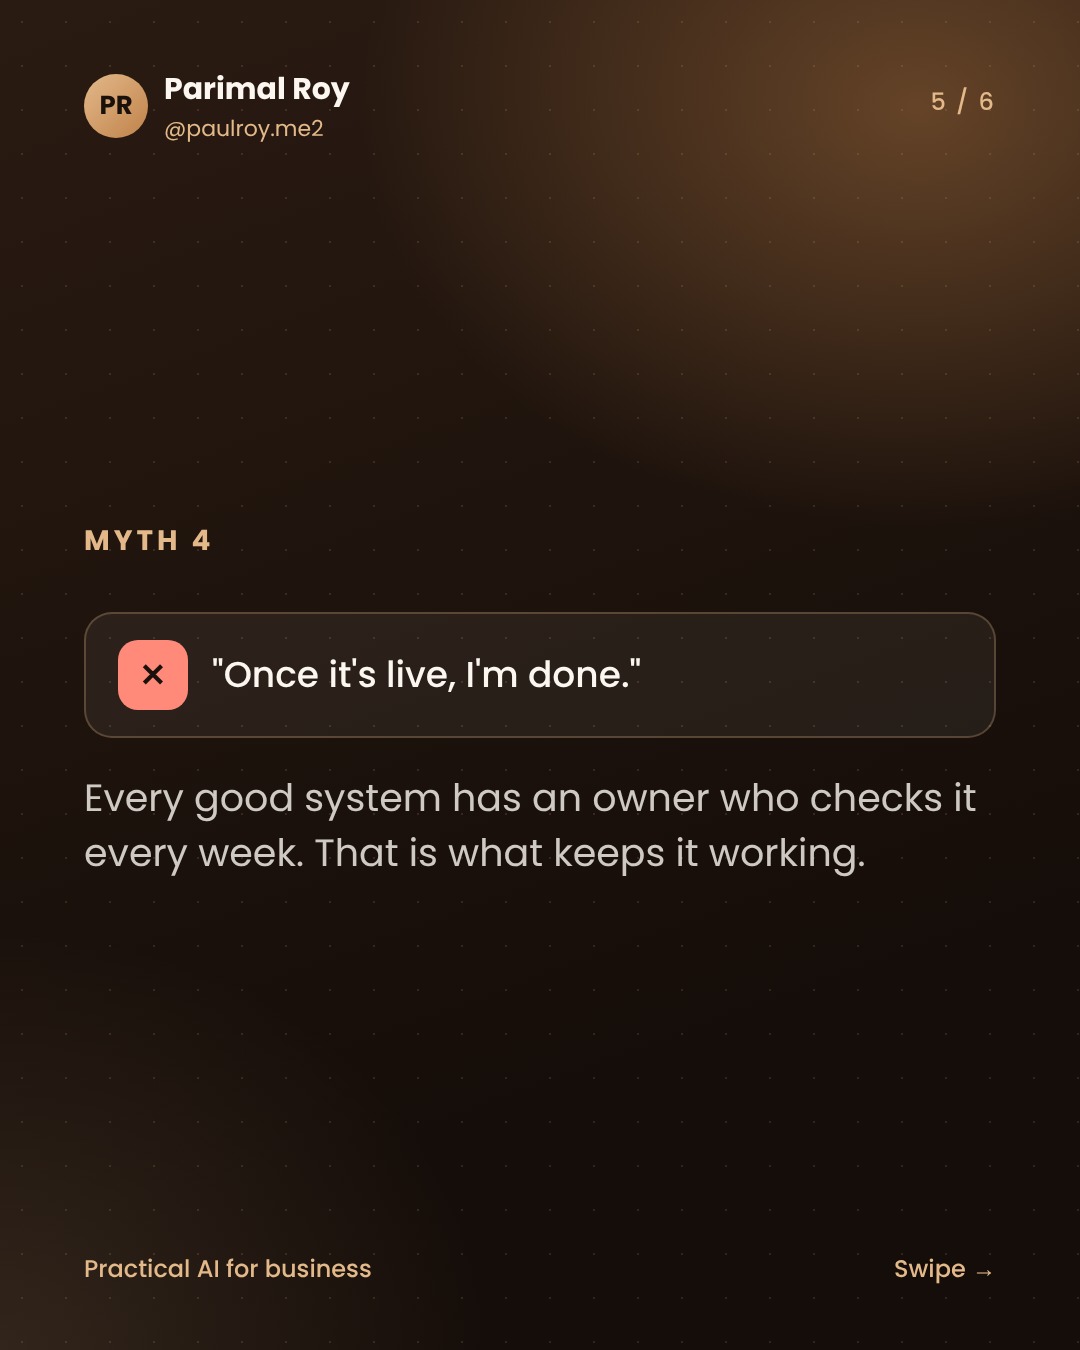 PR
Parimal Roy
@paulroy.me2
5 / 6
MYTH 4
✕ "Once it's live, I'm done."
Every good system has an owner who checks it
every week. That is what keeps it working.
Practical AI for business
Swipe →